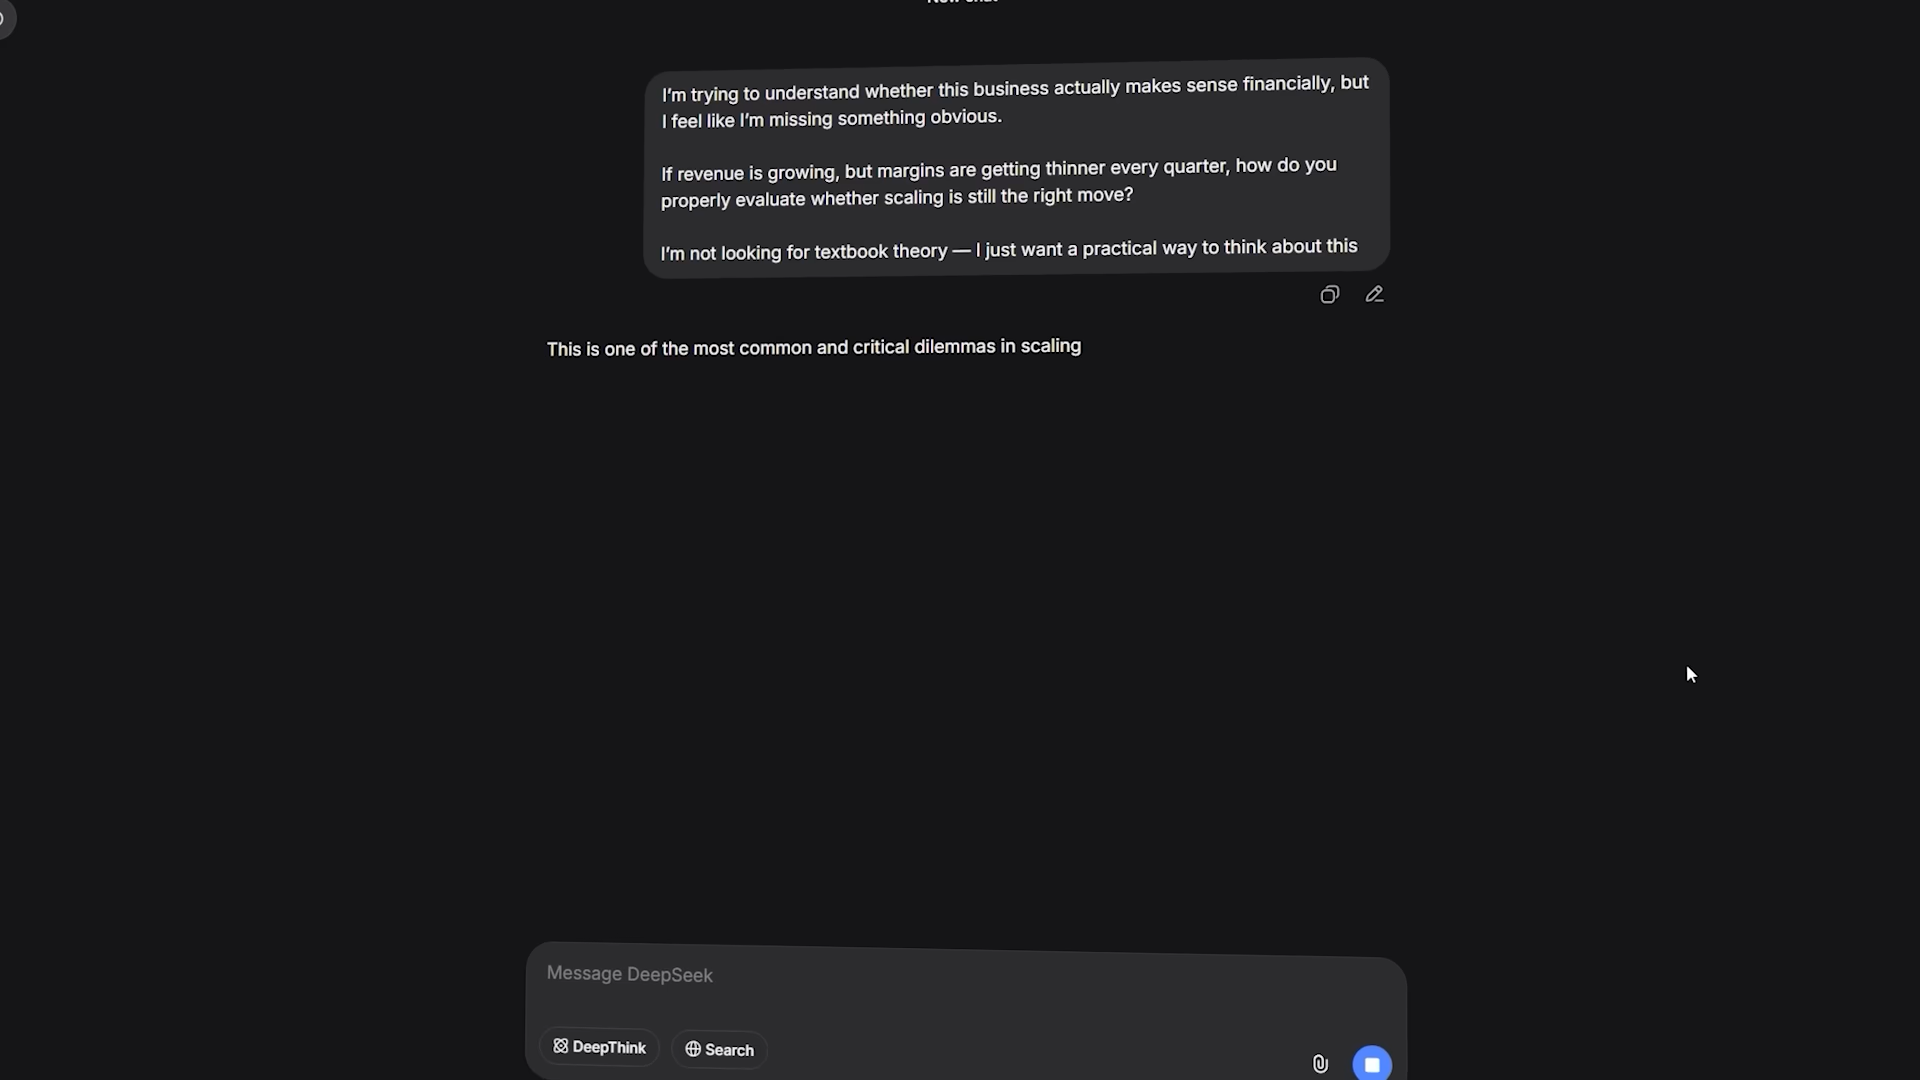 I'm trying to understand whether this business actually makes sense financially, but
I feel like I'm missing something obvious.
If revenue is growing, but margins are getting thinner every quarter, how do you
properly evaluate whether scaling is still the right move?
I'm not looking for textbook theory — I just want a practical way to think about this
This is one of the most common and critical dilemmas in scaling
Message DeepSeek
DeepThink
Search